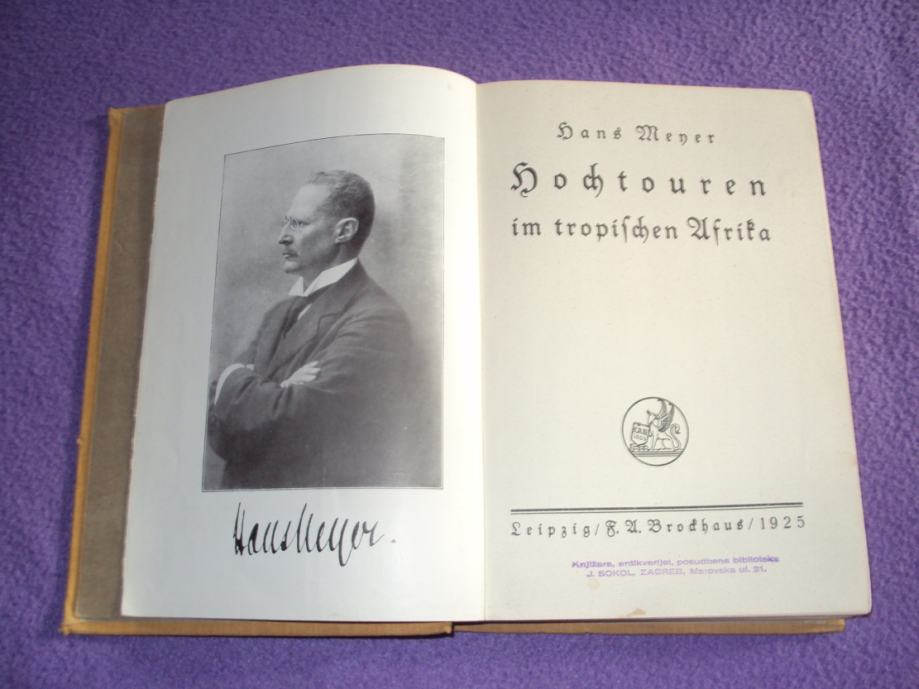 Hans Meyer.
Hans Meyer
Hochtouren
im tropiſchen Afrika
Leipzig / F. A. Brockhaus / 1925
Knjižara, antikvarijat, posudbena biblioteka
J. SOKOL, ZAGREB, Marovska ul. 21.